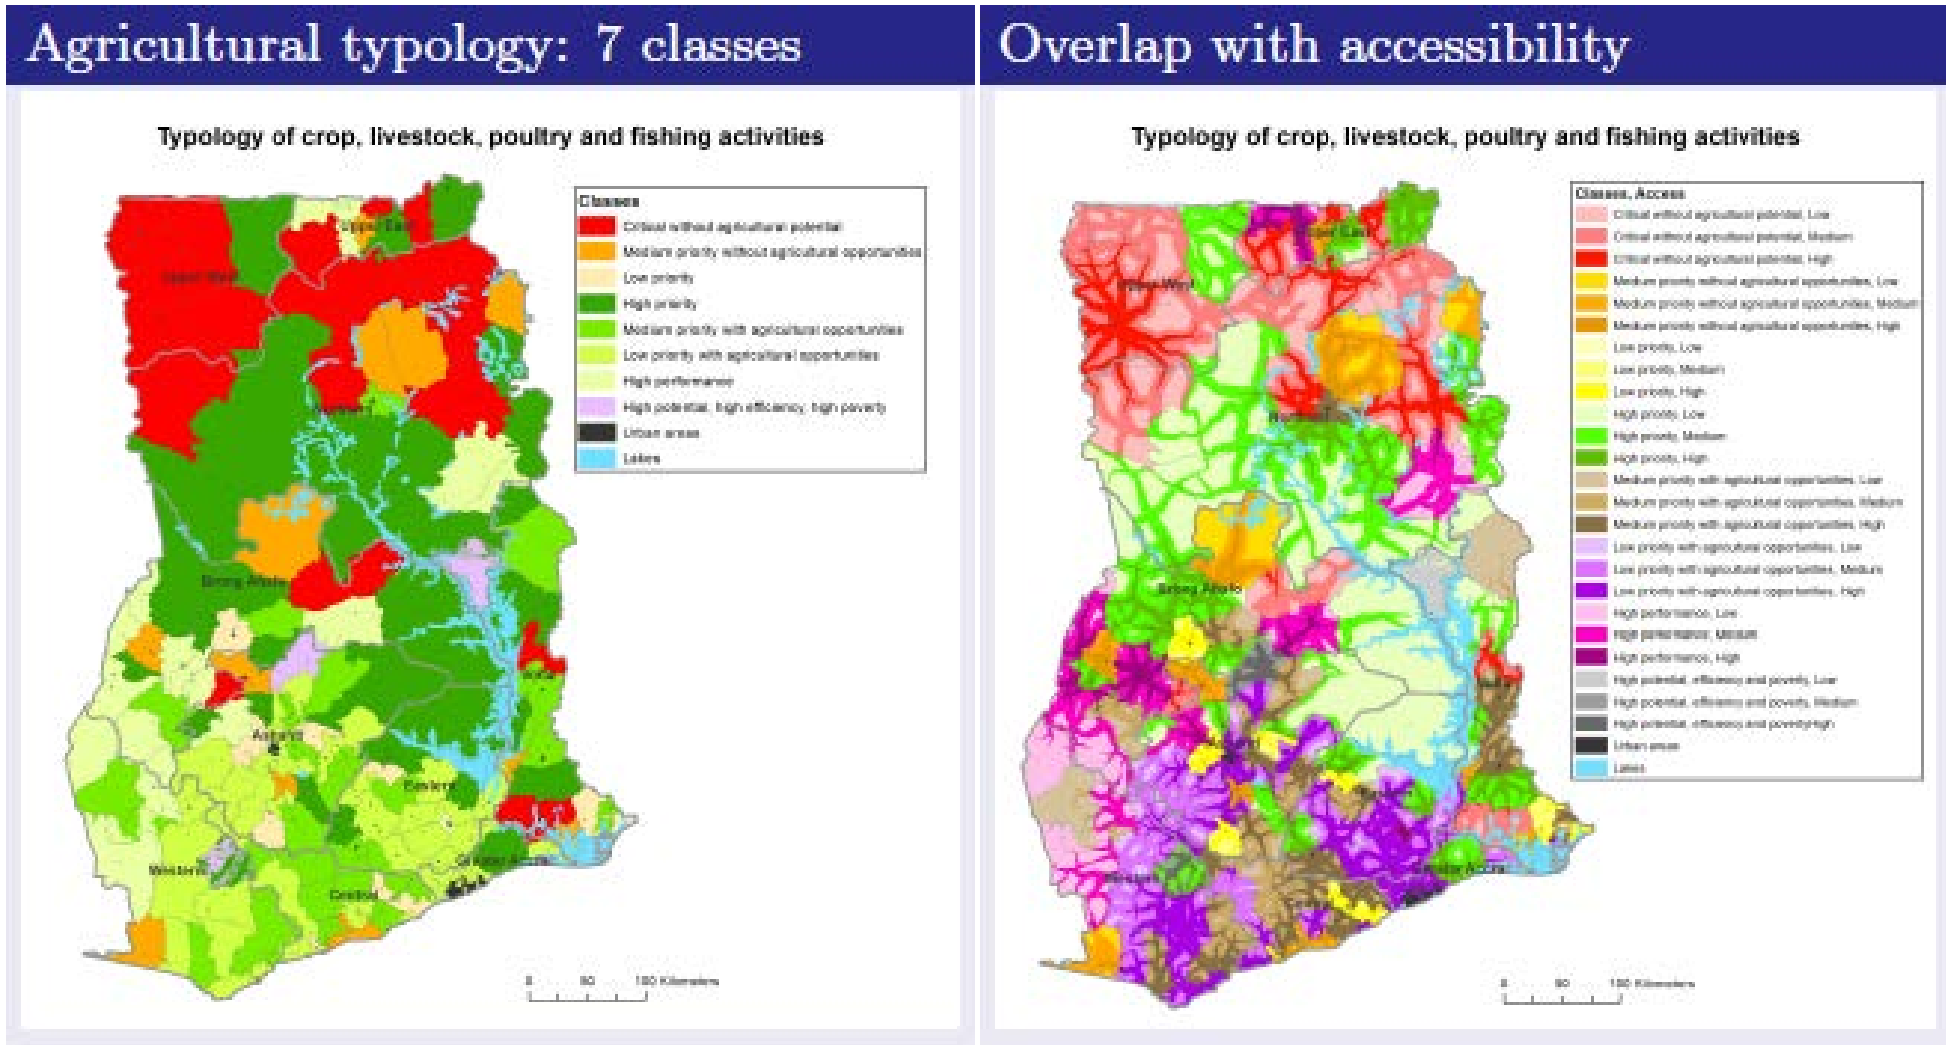 Agricultural typology: 7 classes
Typology of crop, livestock, poultry and fishing activities
Classes
Critical without agricultural potential
Medium priority without agricultural opportunities
Low priority
High priority
Medium priority with agricultural opportunities
Low priority with agricultural opportunities
High performance
High potential, high efficiency, high poverty
Urban areas
Lakes
Upper East
Upper West
Northern
Brong Ahafo
Volta
Ashanti
Eastern
Western
Greater Accra
Central
0 50 100 Kilometers
Overlap with accessibility
Typology of crop, livestock, poultry and fishing activities
Classes, Access
Critical without agricultural potential, Low
Critical without agricultural potential, Medium
Critical without agricultural potential, High
Medium priority without agricultural opportunities, Low
Medium priority without agricultural opportunities, Medium
Medium priority without agricultural opportunities, High
Low priority, Low
Low priority, Medium
Low priority, High
High priority, Low
High priority, Medium
High priority, High
Medium priority with agricultural opportunities, Low
Medium priority with agricultural opportunities, Medium
Medium priority with agricultural opportunities, High
Low priority with agricultural opportunities, Low
Low priority with agricultural opportunities, Medium
Low priority with agricultural opportunities, High
High performance, Low
High performance, Medium
High performance, High
High potential, efficiency and poverty, Low
High potential, efficiency and poverty, Medium
High potential, efficiency and povertyHigh
Urban areas
Lakes
Upper East
Upper West
Northern
Brong Ahafo
Greater Accra
0 50 100 Kilometers